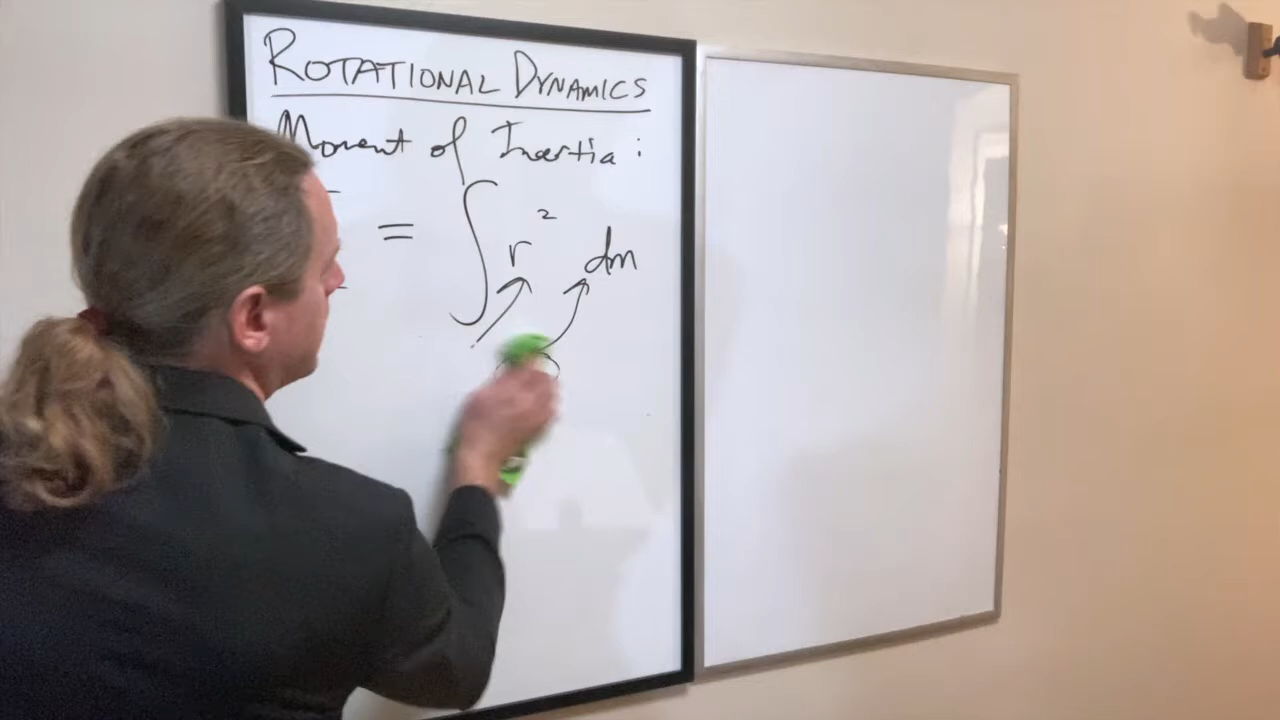 ROTATIONAL DYNAMICS
Moment of Inertia :
= ∫ r² dm